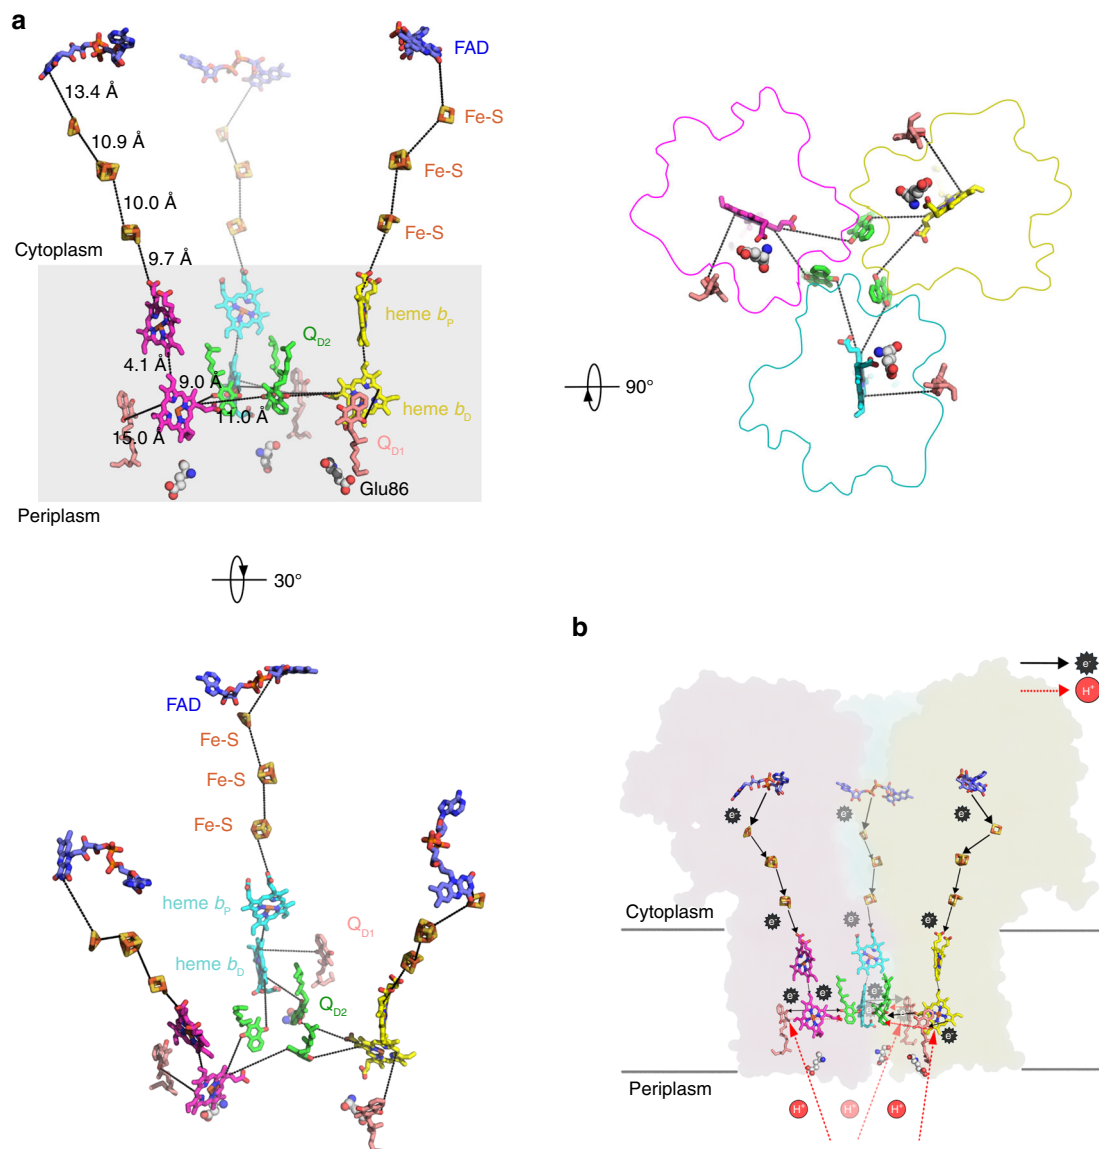 a
FAD
13.4 Å
Fe-S
10.9 Å
Fe-S
10.0 Å
Fe-S
Cytoplasm
9.7 Å
heme bP
QD2
4.1 Å
9.0 Å
heme bD
11.0 Å
15.0 Å
QD1
Glu86
Periplasm
90°
30°
FAD
Fe-S
Fe-S
Fe-S
heme bP
QD1
heme bD
QD2
b
e-
H+
e-
e-
e-
Cytoplasm
e-
e-
e-
e-
e-
e-
e-
Periplasm
H+
H+
H+